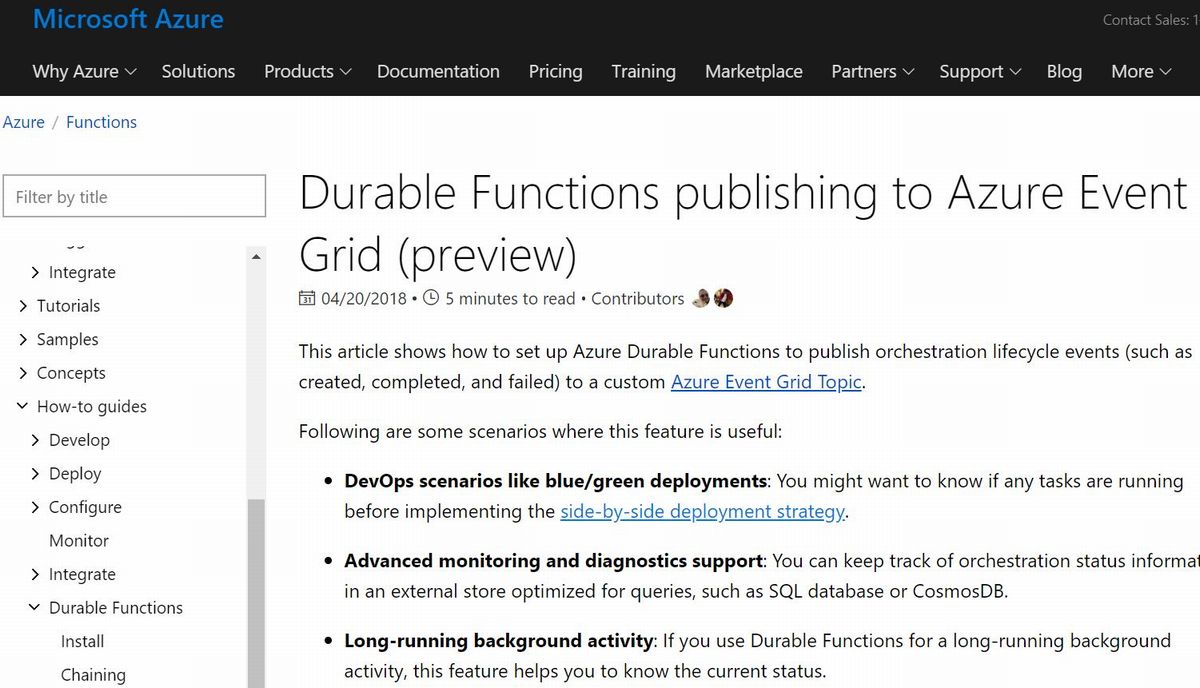 Microsoft Azure
Contact Sales: 1
Why Azure Solutions Products Documentation Pricing Training Marketplace Partners Support Blog More
Azure / Functions
Filter by title
Integrate
Tutorials
Samples
Concepts
How-to guides
Develop
Deploy
Configure
Monitor
Integrate
Durable Functions
Install
Chaining
Durable Functions publishing to Azure Event
Grid (preview)
04/20/2018 • 5 minutes to read • Contributors
This article shows how to set up Azure Durable Functions to publish orchestration lifecycle events (such as
created, completed, and failed) to a custom Azure Event Grid Topic.
Following are some scenarios where this feature is useful:
• DevOps scenarios like blue/green deployments: You might want to know if any tasks are running
before implementing the side-by-side deployment strategy.
• Advanced monitoring and diagnostics support: You can keep track of orchestration status informat
in an external store optimized for queries, such as SQL database or CosmosDB.
• Long-running background activity: If you use Durable Functions for a long-running background
activity, this feature helps you to know the current status.